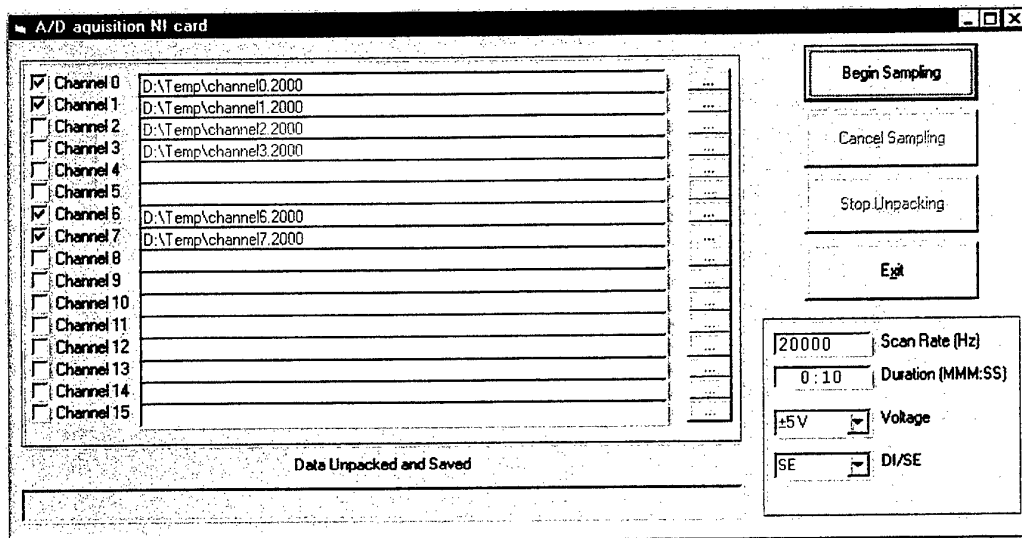 A/D aquisition NI card
Channel 0 D:\Temp\channel0.2000 ...
Channel 1 D:\Temp\channel1.2000 ...
Channel 2 D:\Temp\channel2.2000 ...
Channel 3 D:\Temp\channel3.2000 ...
Channel 4 ...
Channel 5 ...
Channel 6 D:\Temp\channel6.2000 ...
Channel 7 D:\Temp\channel7.2000 ...
Channel 8 ...
Channel 9 ...
Channel 10 ...
Channel 11 ...
Channel 12 ...
Channel 13 ...
Channel 14 ...
Channel 15 ...
Data Unpacked and Saved
Begin Sampling
Cancel Sampling
Stop Unpacking
Exit
20000 Scan Rate (Hz)
0:10 Duration (MMM:SS)
±5V Voltage
SE DI/SE